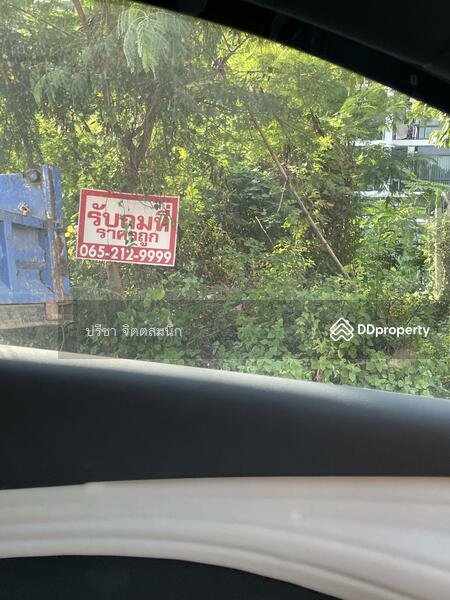 รับถมที่
ราคาถูก
065-212-9999
ปรีชา จิตตสมนึก
DDproperty